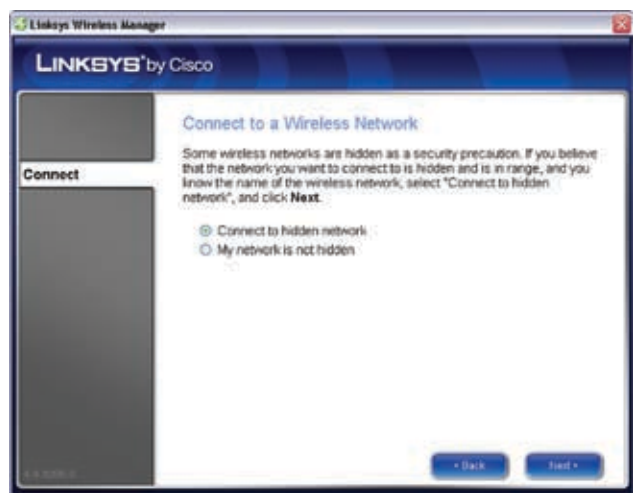 Linksys Wireless Manager
LINKSYS® by Cisco
Connect
Connect to a Wireless Network
Some wireless networks are hidden as a security precaution. If you believe
that the network you want to connect to is hidden and is in range, and you
know the name of the wireless network, select "Connect to hidden
network", and click Next.
Connect to hidden network
My network is not hidden
Back
Next